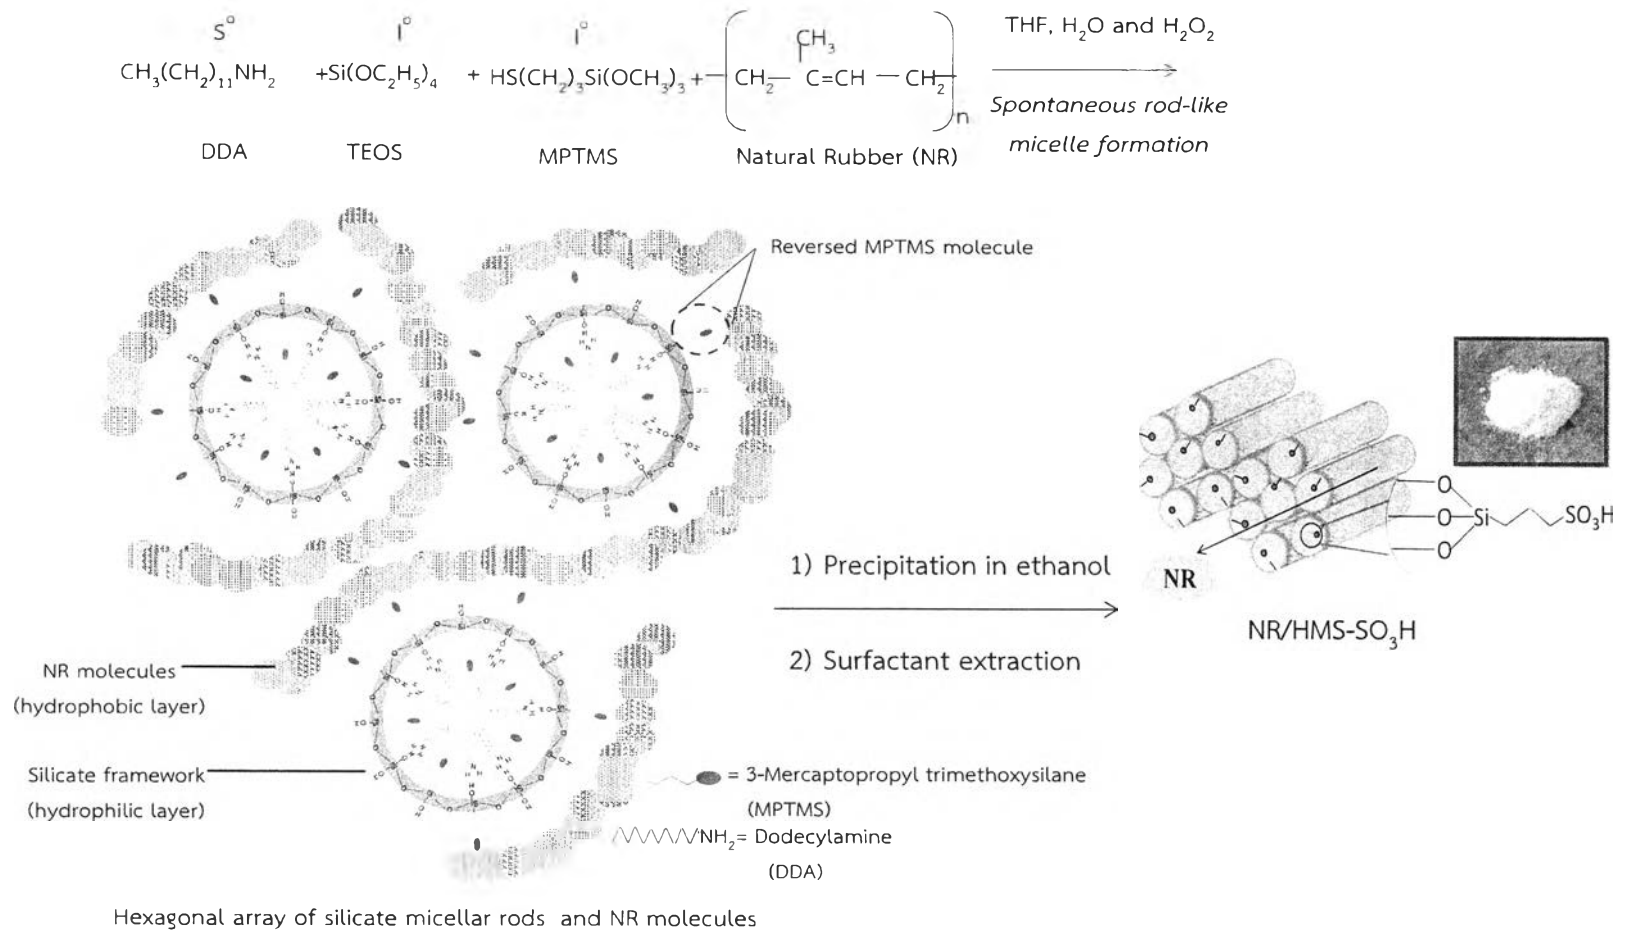 S° I° I°
CH₃(CH₂)₁₁NH₂ +Si(OC₂H₅)₄ + HS(CH₂)₃Si(OCH₃)₃ + CH₂— C=CH — CH₂
CH₃
n
THF, H₂O and H₂O₂
Spontaneous rod-like
micelle formation
DDA TEOS MPTMS Natural Rubber (NR)
Reversed MPTMS molecule
NR molecules
(hydrophobic layer)
Silicate framework
(hydrophilic layer)
= 3-Mercaptopropyl trimethoxysilane
(MPTMS)
NH₂= Dodecylamine
(DDA)
Hexagonal array of silicate micellar rods and NR molecules
1) Precipitation in ethanol
2) Surfactant extraction
O
O Si SO₃H
O
NR
NR/HMS-SO₃H